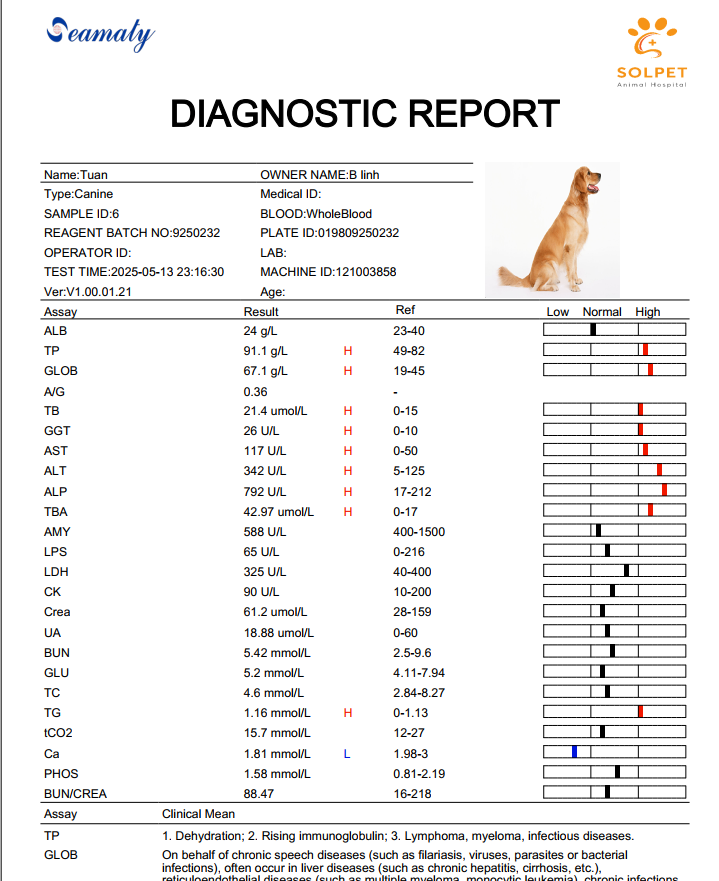 Seamaty
SOLPET
Animal Hospital
DIAGNOSTIC REPORT
Name:Tuan OWNER NAME:B linh
Type:Canine Medical ID:
SAMPLE ID:6 BLOOD:WholeBlood
REAGENT BATCH NO:9250232 PLATE ID:019809250232
OPERATOR ID: LAB:
TEST TIME:2025-05-13 23:16:30 MACHINE ID:121003858
Ver:V1.00.01.21 Age:
Assay Result Ref Low Normal High
ALB 24 g/L 23-40
TP 91.1 g/L H 49-82
GLOB 67.1 g/L H 19-45
A/G 0.36 -
TB 21.4 umol/L H 0-15
GGT 26 U/L H 0-10
AST 117 U/L H 0-50
ALT 342 U/L H 5-125
ALP 792 U/L H 17-212
TBA 42.97 umol/L H 0-17
AMY 588 U/L 400-1500
LPS 65 U/L 0-216
LDH 325 U/L 40-400
CK 90 U/L 10-200
Crea 61.2 umol/L 28-159
UA 18.88 umol/L 0-60
BUN 5.42 mmol/L 2.5-9.6
GLU 5.2 mmol/L 4.11-7.94
TC 4.6 mmol/L 2.84-8.27
TG 1.16 mmol/L H 0-1.13
tCO2 15.7 mmol/L 12-27
Ca 1.81 mmol/L L 1.98-3
PHOS 1.58 mmol/L 0.81-2.19
BUN/CREA 88.47 16-218
Assay Clinical Mean
TP 1. Dehydration; 2. Rising immunoglobulin; 3. Lymphoma, myeloma, infectious diseases.
GLOB On behalf of chronic speech diseases (such as filariasis, viruses, parasites or bacterial
infections), often occur in liver diseases (such as chronic hepatitis, cirrhosis, etc.),
reticuloendothelial diseases (such as multiple myeloma, monocytic leukemia), chronic infections